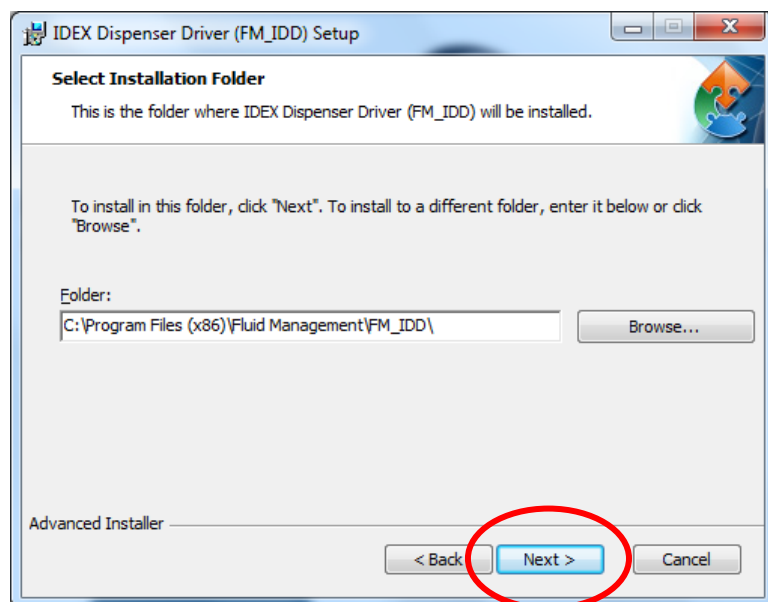 IDEX Dispenser Driver (FM_IDD) Setup
Select Installation Folder
This is the folder where IDEX Dispenser Driver (FM_IDD) will be installed.
To install in this folder, click "Next". To install to a different folder, enter it below or click
"Browse".
Folder:
C:\Program Files (x86)\Fluid Management\FM_IDD\
Browse...
Advanced Installer
< Back
Next >
Cancel